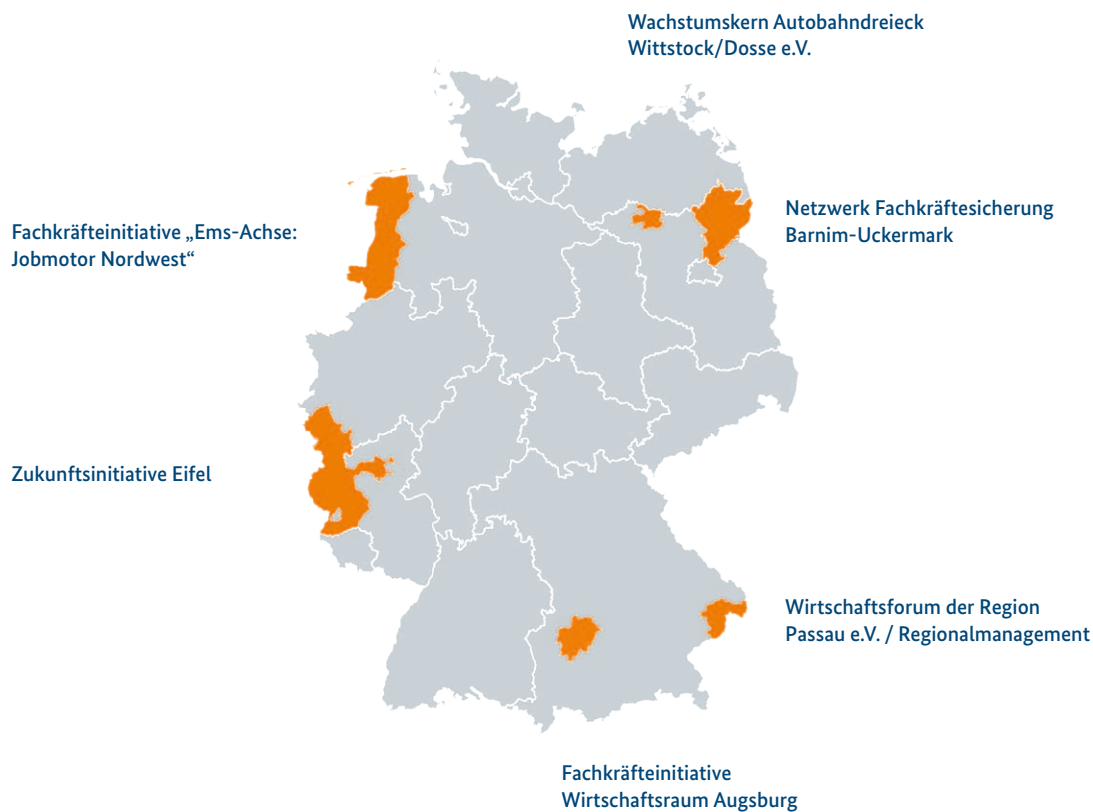 Wachstumskern Autobahndreieck
Wittstock/Dosse e.V.
Netzwerk Fachkräftesicherung
Barnim-Uckermark
Fachkräfteinitiative „Ems-Achse:
Jobmotor Nordwest“
Zukunftsinitiative Eifel
Wirtschaftsforum der Region
Passau e.V. / Regionalmanagement
Fachkräfteinitiative
Wirtschaftsraum Augsburg